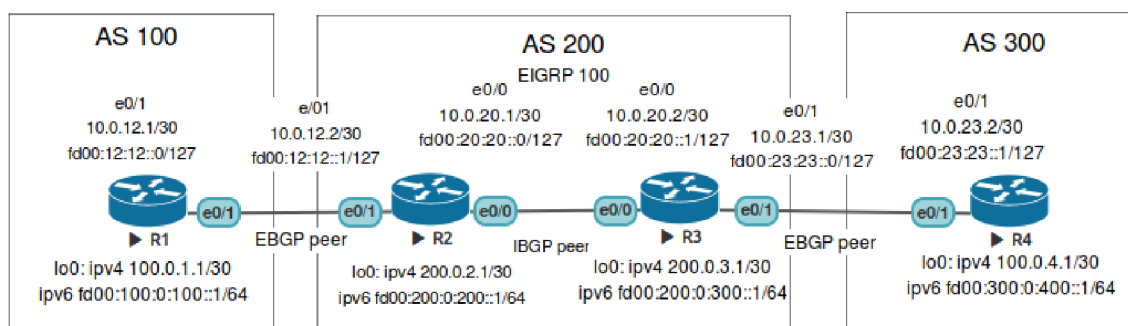 AS 100
e0/1
10.0.12.1/30
fd00:12:12::0/127
e0/1
R1
lo0: ipv4 100.0.1.1/30
ipv6 fd00:100:0:100::1/64
EBGP peer
AS 200
EIGRP 100
e/01
10.0.12.2/30
fd00:12:12::1/127
e0/0
10.0.20.1/30
fd00:20:20::0/127
e0/0
10.0.20.2/30
fd00:20:20::1/127
e0/1
10.0.23.1/30
fd00:23:23::0/127
e0/1
R2
e0/0
IBGP peer
e0/0
R3
e0/1
lo0: ipv4 200.0.2.1/30
ipv6 fd00:200:0:200::1/64
lo0: ipv4 200.0.3.1/30
ipv6 fd00:200:0:300::1/64
EBGP peer
AS 300
e0/1
10.0.23.2/30
fd00:23:23::1/127
e0/1
R4
lo0: ipv4 100.0.4.1/30
ipv6 fd00:300:0:400::1/64